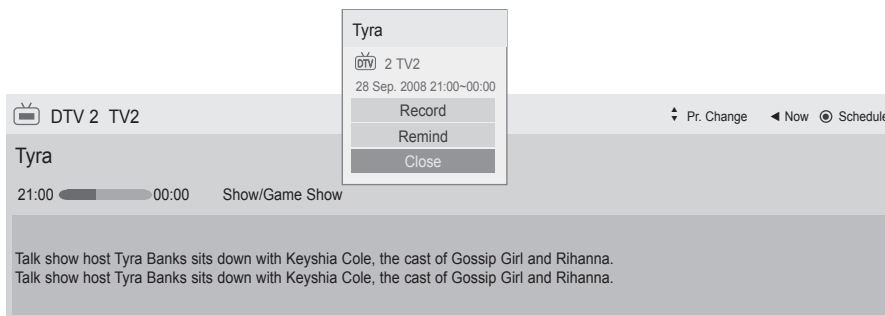 Tyra
DTV 2 TV2
28 Sep. 2008 21:00~00:00
Record
Remind
Close
DTV 2 TV2
Pr. Change Now Schedule
Tyra
21:00 00:00 Show/Game Show
Talk show host Tyra Banks sits down with Keyshia Cole, the cast of Gossip Girl and Rihanna.
Talk show host Tyra Banks sits down with Keyshia Cole, the cast of Gossip Girl and Rihanna.